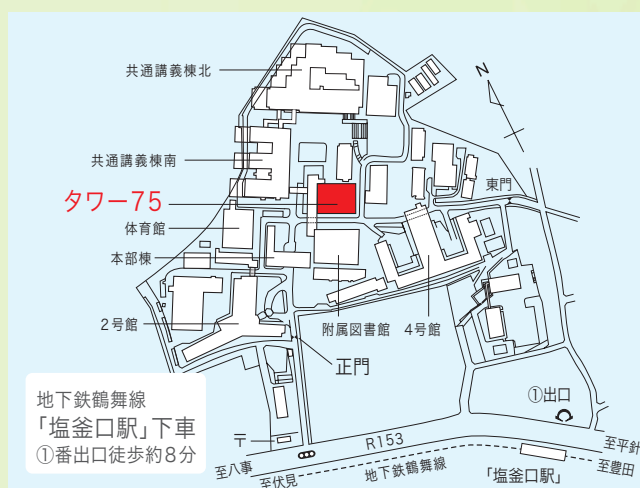 共通講義棟北
N
共通講義棟南
東門
タワー75
体育館
本部棟
2号館
附属図書館
4号館
正門
地下鉄鶴舞線
「塩釜口駅」下車
①番出口徒歩約8分
①出口
〒
R153
至八事
至平針
至伏見
地下鉄鶴舞線
「塩釜口駅」
至豊田